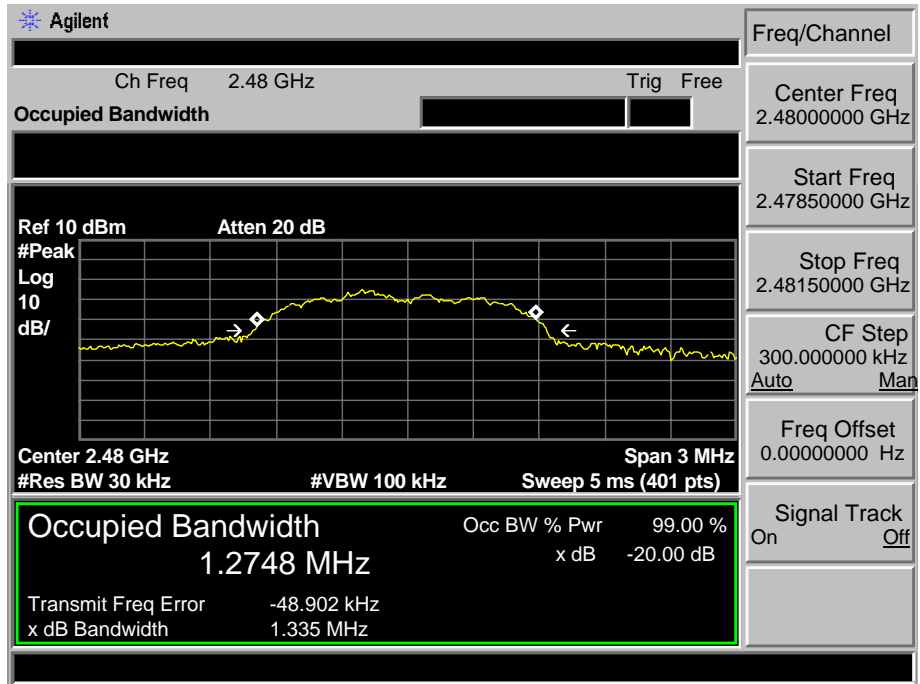 Agilent
Freq/Channel
Ch Freq 2.48 GHz Trig Free
Occupied Bandwidth
Center Freq
2.48000000 GHz
Start Freq
2.47850000 GHz
Ref 10 dBm Atten 20 dB
#Peak
Log
10
dB/
Stop Freq
2.48150000 GHz
CF Step
300.000000 kHz
Auto Man
Freq Offset
0.00000000 Hz
Center 2.48 GHz Span 3 MHz
#Res BW 30 kHz #VBW 100 kHz Sweep 5 ms (401 pts)
Signal Track
On Off
Occupied Bandwidth Occ BW % Pwr 99.00 %
1.2748 MHz x dB -20.00 dB
Transmit Freq Error -48.902 kHz
x dB Bandwidth 1.335 MHz